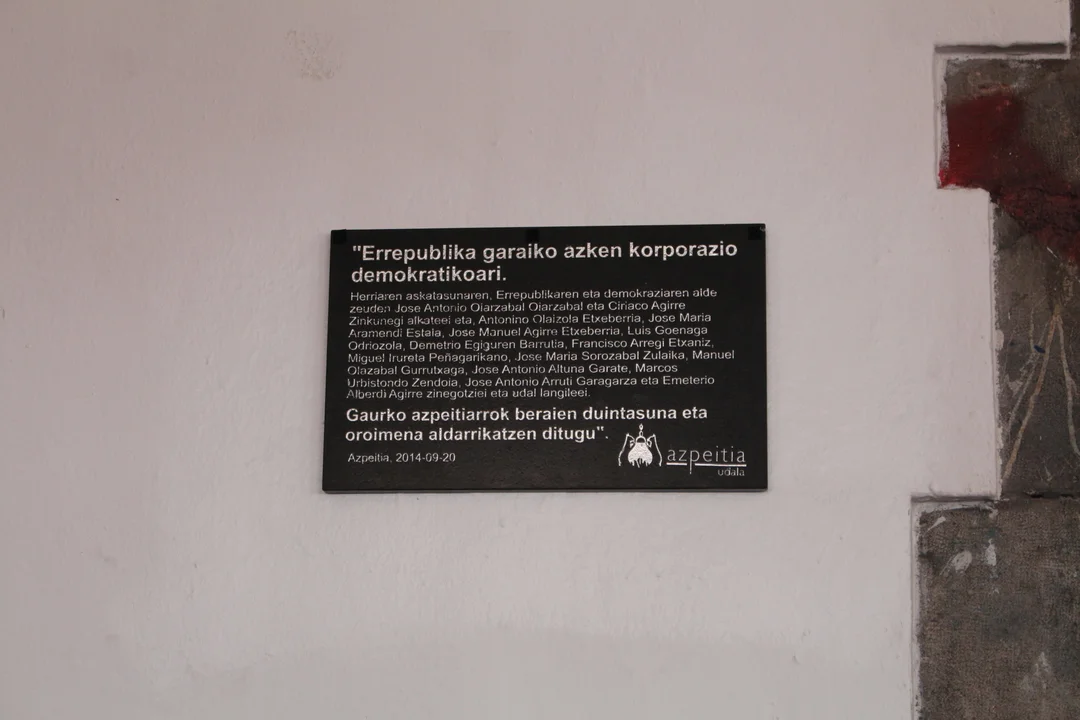 "Errepublika garaiko azken korporazio
demokratikoari.
Herriaren askatasunaren, Errepublikaren eta demokraziaren alde
zeuden Jose Antonio Oiarzabal Oiarzabal eta Ciriaco Agirre
Zinkunegi alkateei eta, Antonino Olaizola Etxeberria, Jose Maria
Aramendi Estala, Jose Manuel Agirre Etxeberria, Luis Goenaga
Odriozola, Demetrio Egiguren Barrutia, Francisco Arregi Etxaniz,
Miguel Irureta Peñagarikano, Jose Maria Sorozabal Zulaika, Manuel
Olazabal Gurrutxaga, Jose Antonio Altuna Garate, Marcos
Urbistondo Zendoia, Jose Antonio Arruti Garagarza eta Emeterio
Alberdi Agirre zinegotziei eta udal langileei.
Gaurko azpeitiarrok beraien duintasuna eta
oroimena aldarrikatzen ditugu".
Azpeitia, 2014-09-20
azpeitia
udala